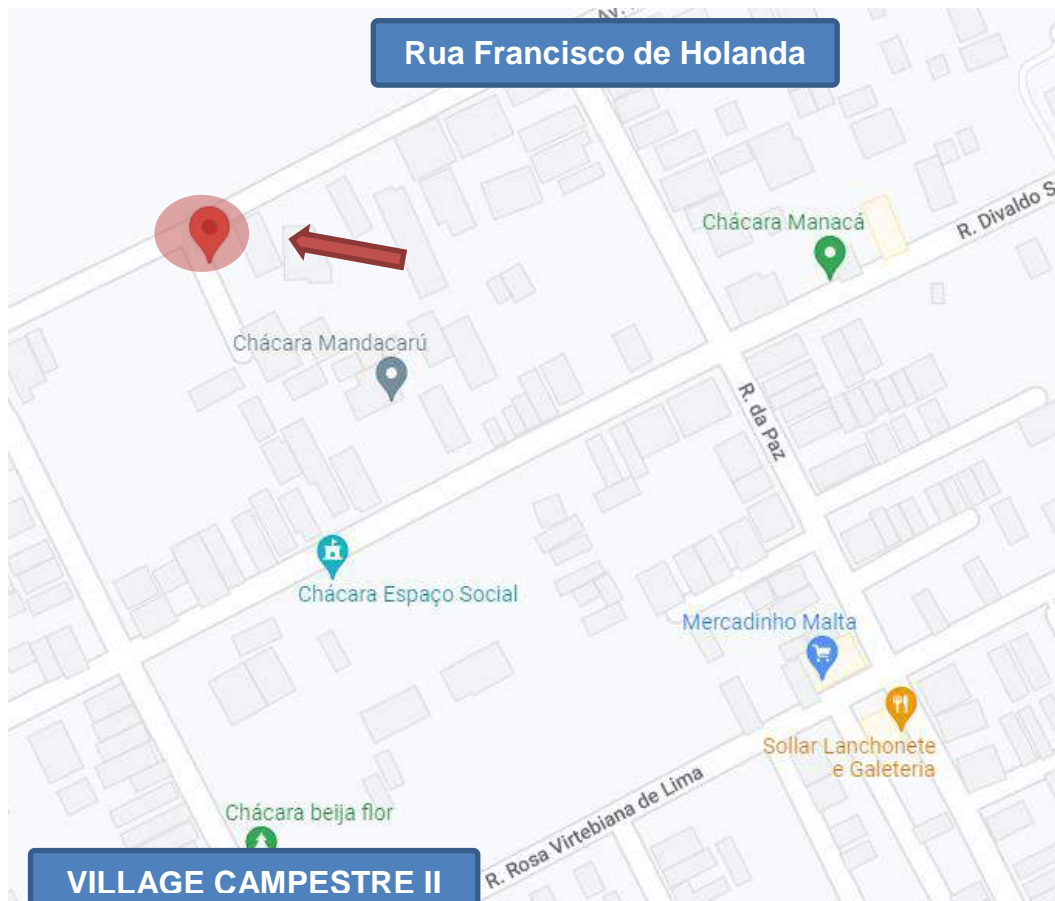 Av.
Rua Francisco de Holanda
Chácara Manacá
R. Divaldo S
Chácara Mandacarú
R. da Paz
Chácara Espaço Social
Mercadinho Malta
Sollar Lanchonete
e Galeteria
R. Rosa Virtebiana de Lima
Chácara beija flor
VILLAGE CAMPESTRE II